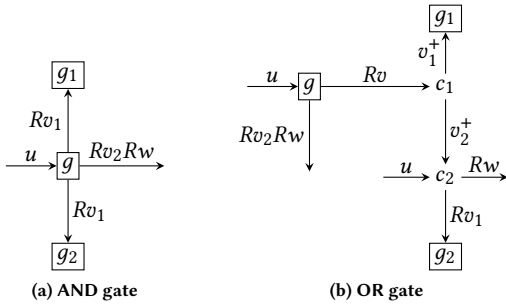 g₁
Rv₁
u g Rv₂Rw
Rv₁
g₂
(a) AND gate
g₁
v₁⁺
u g Rv c₁
Rv₂Rw v₂⁺
u c₂ Rw
Rv₁
g₂
(b) OR gate